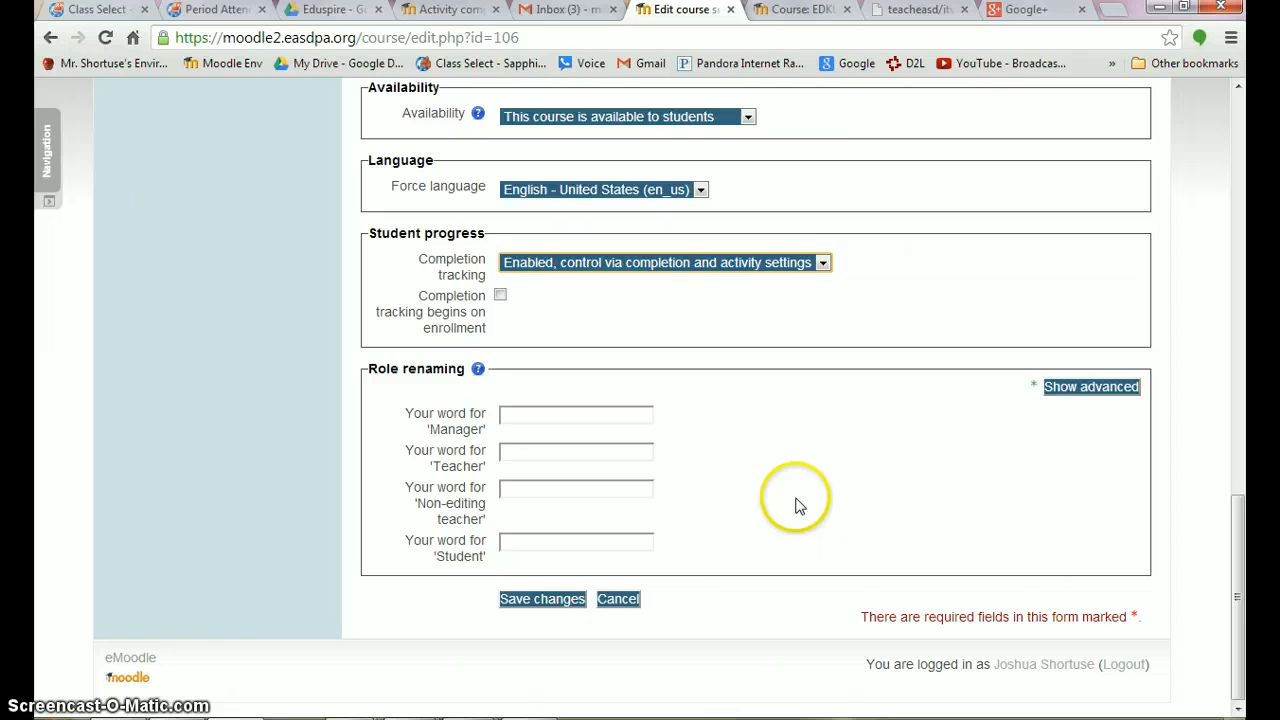 Class Select -
Period Atten
Eduspire - G
Activity com
Inbox (3) - m
Edit course s
Course: EDK
teacheasd/it
Google+
https://moodle2.easdpa.org/course/edit.php?id=106
Mr. Shortuse's Envir...
Moodle Env
My Drive - Google D...
Class Select - Sapphi...
Voice
Gmail
Pandora Internet Ra...
Google
D2L
YouTube - Broadcas...
»
Other bookmarks
Navigation
Availability
Availability
This course is available to students
Language
Force language
English - United States (en_us)
Student progress
Completion
tracking
Enabled, control via completion and activity settings
Completion
tracking begins on
enrollment
Role renaming
* Show advanced
Your word for
'Manager'
Your word for
'Teacher'
Your word for
'Non-editing
teacher'
Your word for
'Student'
Save changes
Cancel
There are required fields in this form marked *.
eMoodle
moodle
You are logged in as Joshua Shortuse (Logout)
Screencast-O-Matic.com